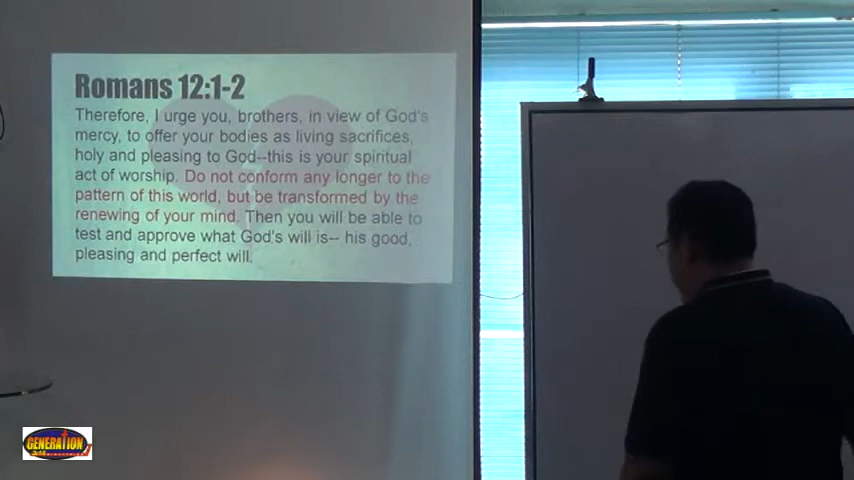 Romans 12:1-2
Therefore, I urge you, brothers, in view of God's
mercy, to offer your bodies as living sacrifices,
holy and pleasing to God--this is your spiritual
act of worship. Do not conform any longer to the
pattern of this world, but be transformed by the
renewing of your mind. Then you will be able to
test and approve what God's will is-- his good,
pleasing and perfect will.
GENERATION